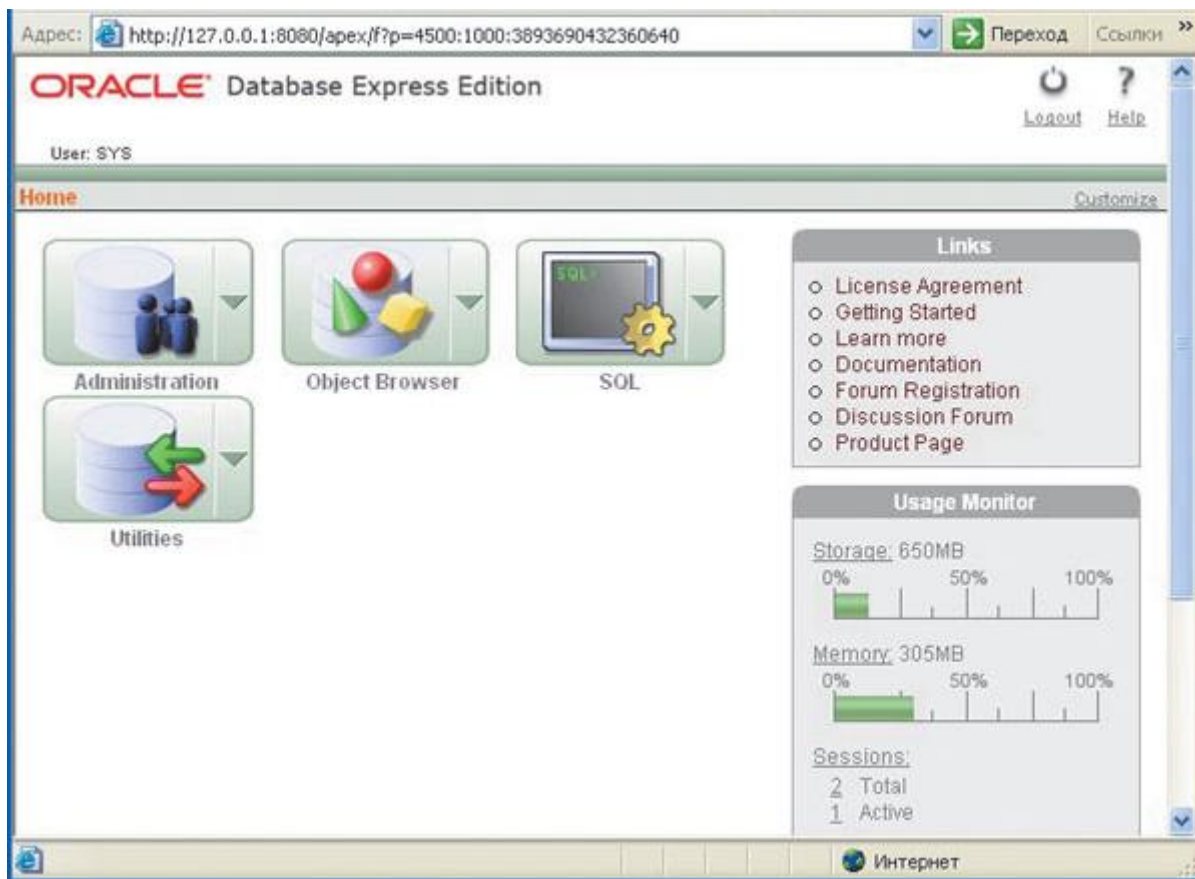 Адрес: http://127.0.0.1:8080/apex/f?p=4500:1000:3893690432360640 Переход Ссылки »
ORACLE® Database Express Edition
Logout Help
User: SYS
Home Customize
SQL>
Administration Object Browser SQL
Utilities
Links
License Agreement
Getting Started
Learn more
Documentation
Forum Registration
Discussion Forum
Product Page
Usage Monitor
Storage: 650MB
0% 50% 100%
Memory: 305MB
0% 50% 100%
Sessions:
2 Total
1 Active
Интернет